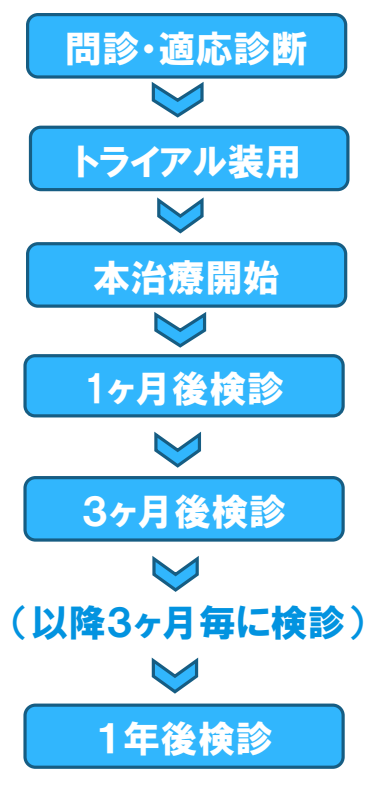 問診・適応診断
トライアル装用
本治療開始
1ヶ月後検診
3ヶ月後検診
（以降3ヶ月毎に検診）
1年後検診